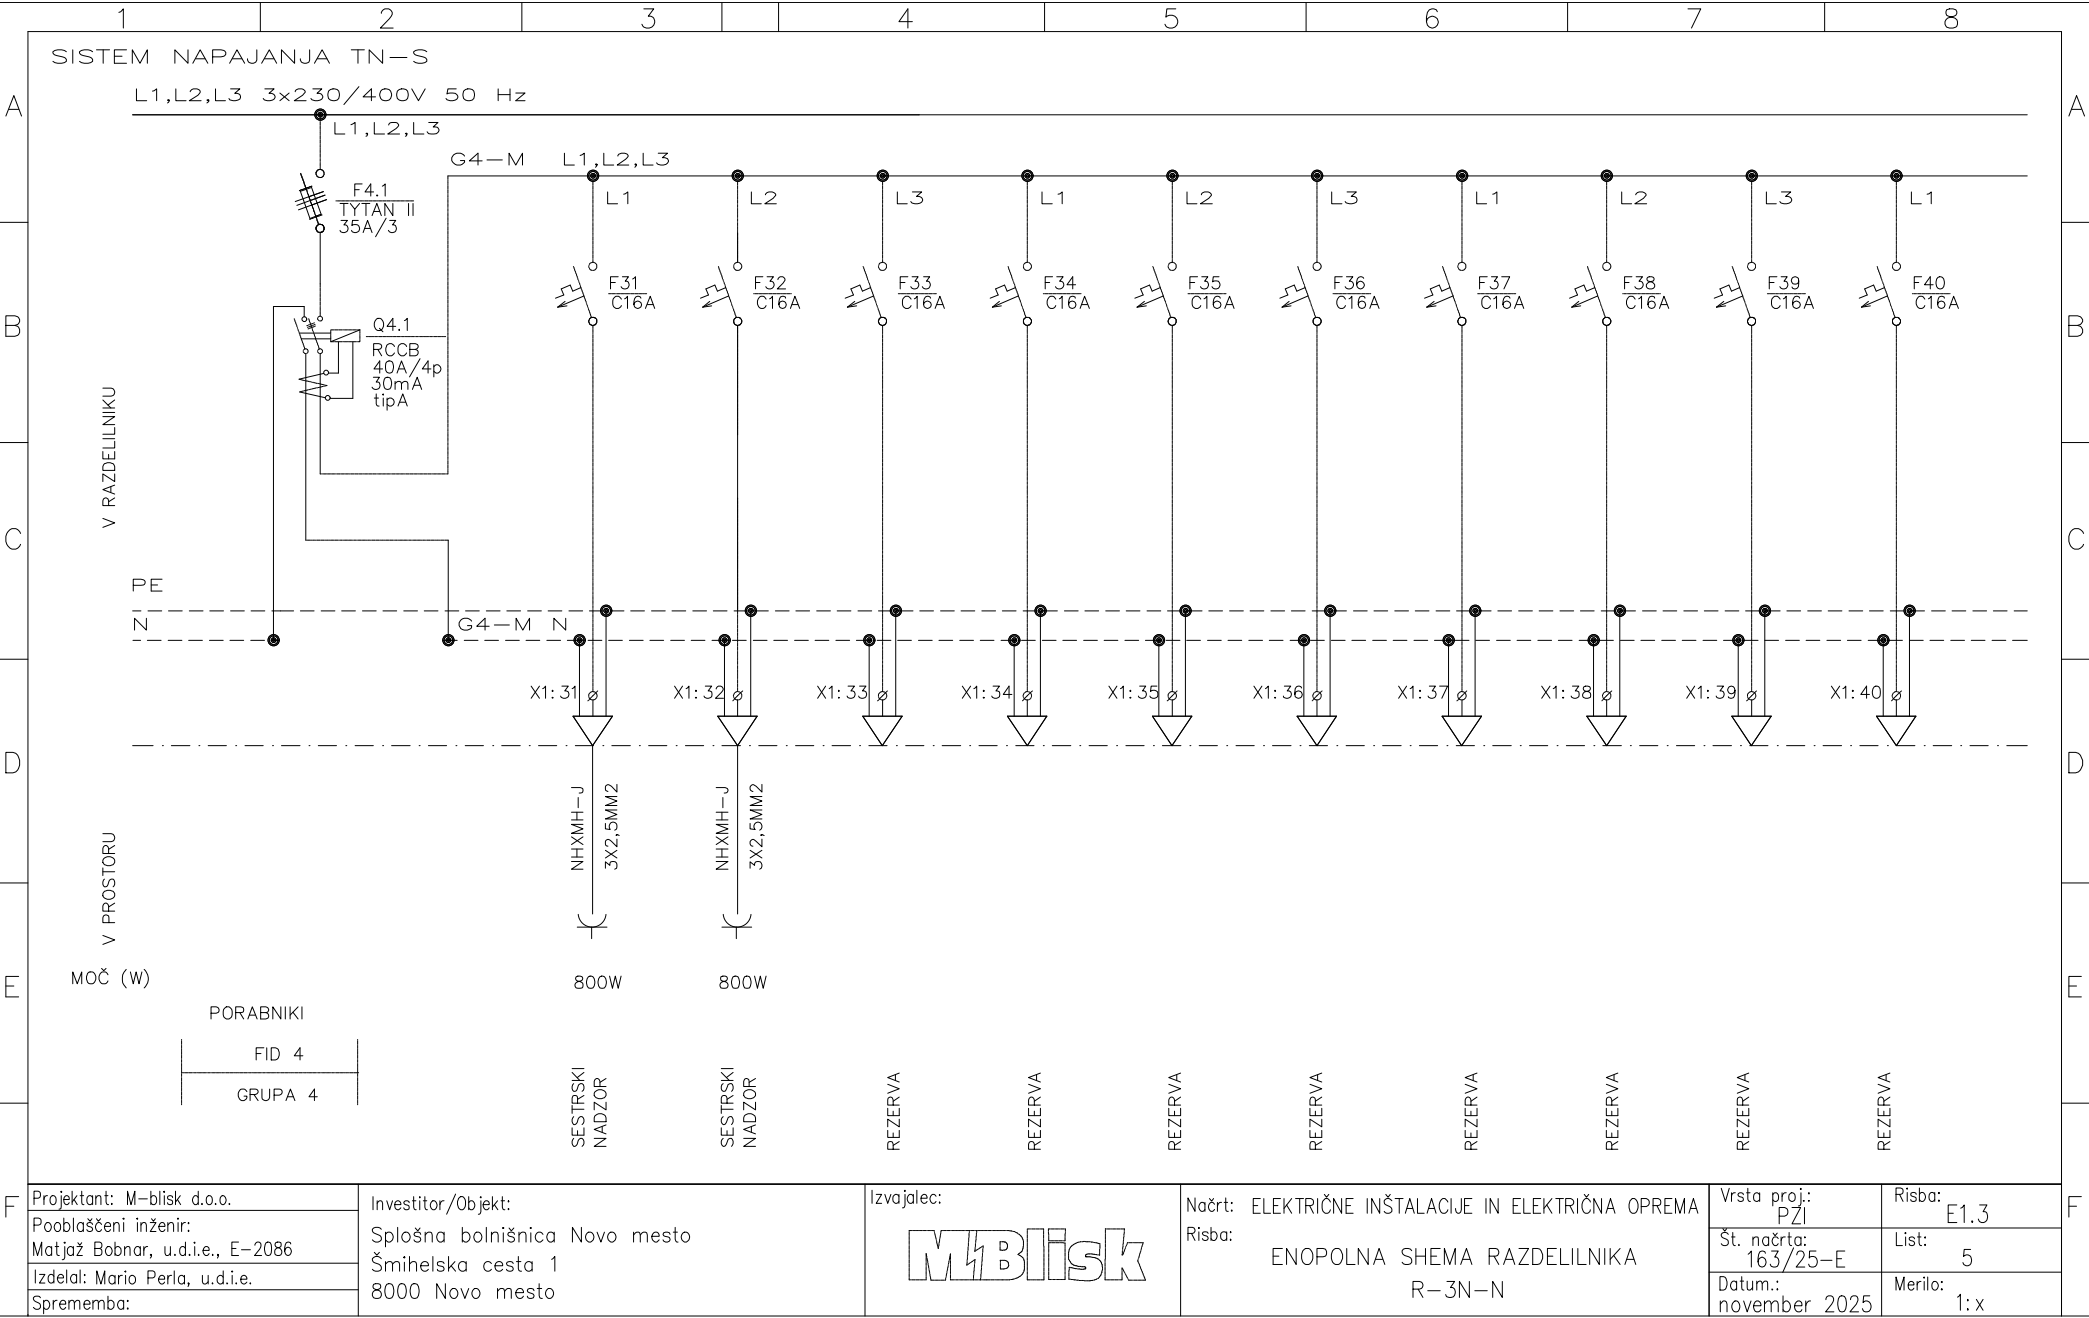 1 2 3 4 5 6 7 8
SISTEM NAPAJANJA TN-S
L1,L2,L3 3x230/400V 50 Hz
A A
L1,L2,L3
G4-M L1,L2,L3
F4.1
TYTAN II
35A/3
L1 L2 L3 L1 L2 L3 L1 L2 L3 L1
F31 F32 F33 F34 F35 F36 F37 F38 F39 F40
C16A C16A C16A C16A C16A C16A C16A C16A C16A C16A
B B
Q4.1
RCCB
40A/4p
30mA
tipA
V RAZDELILNIKU
C C
PE
N
G4-M N
X1:31 X1:32 X1:33 X1:34 X1:35 X1:36 X1:37 X1:38 X1:39 X1:40
D D
NHXMH-J
3X2,5MM2
NHXMH-J
3X2,5MM2
V PROSTORU
MOČ (W)
800W 800W
E E
PORABNIKI
FID 4
GRUPA 4
SESTRSKI
NADZOR
SESTRSKI
NADZOR
REZERVA
REZERVA
REZERVA
REZERVA
REZERVA
REZERVA
REZERVA
REZERVA
F F
Projektant: M-blisk d.o.o.
Pooblaščeni inženir:
Matjaž Bobnar, u.d.i.e., E-2086
Izdelal: Mario Perla, u.d.i.e.
Sprememba:
Investitor/Objekt:
Splošna bolnišnica Novo mesto
Šmihelska cesta 1
8000 Novo mesto
Izvajalec:
MBlisk
Načrt: ELEKTRIČNE INŠTALACIJE IN ELEKTRIČNA OPREMA
Risba:
ENOPOLNA SHEMA RAZDELILNIKA
R-3N-N
Vrsta proj.:
PZI
Št. načrta:
163/25-E
Datum.:
november 2025
Risba:
E1.3
List:
5
Merilo:
1:x